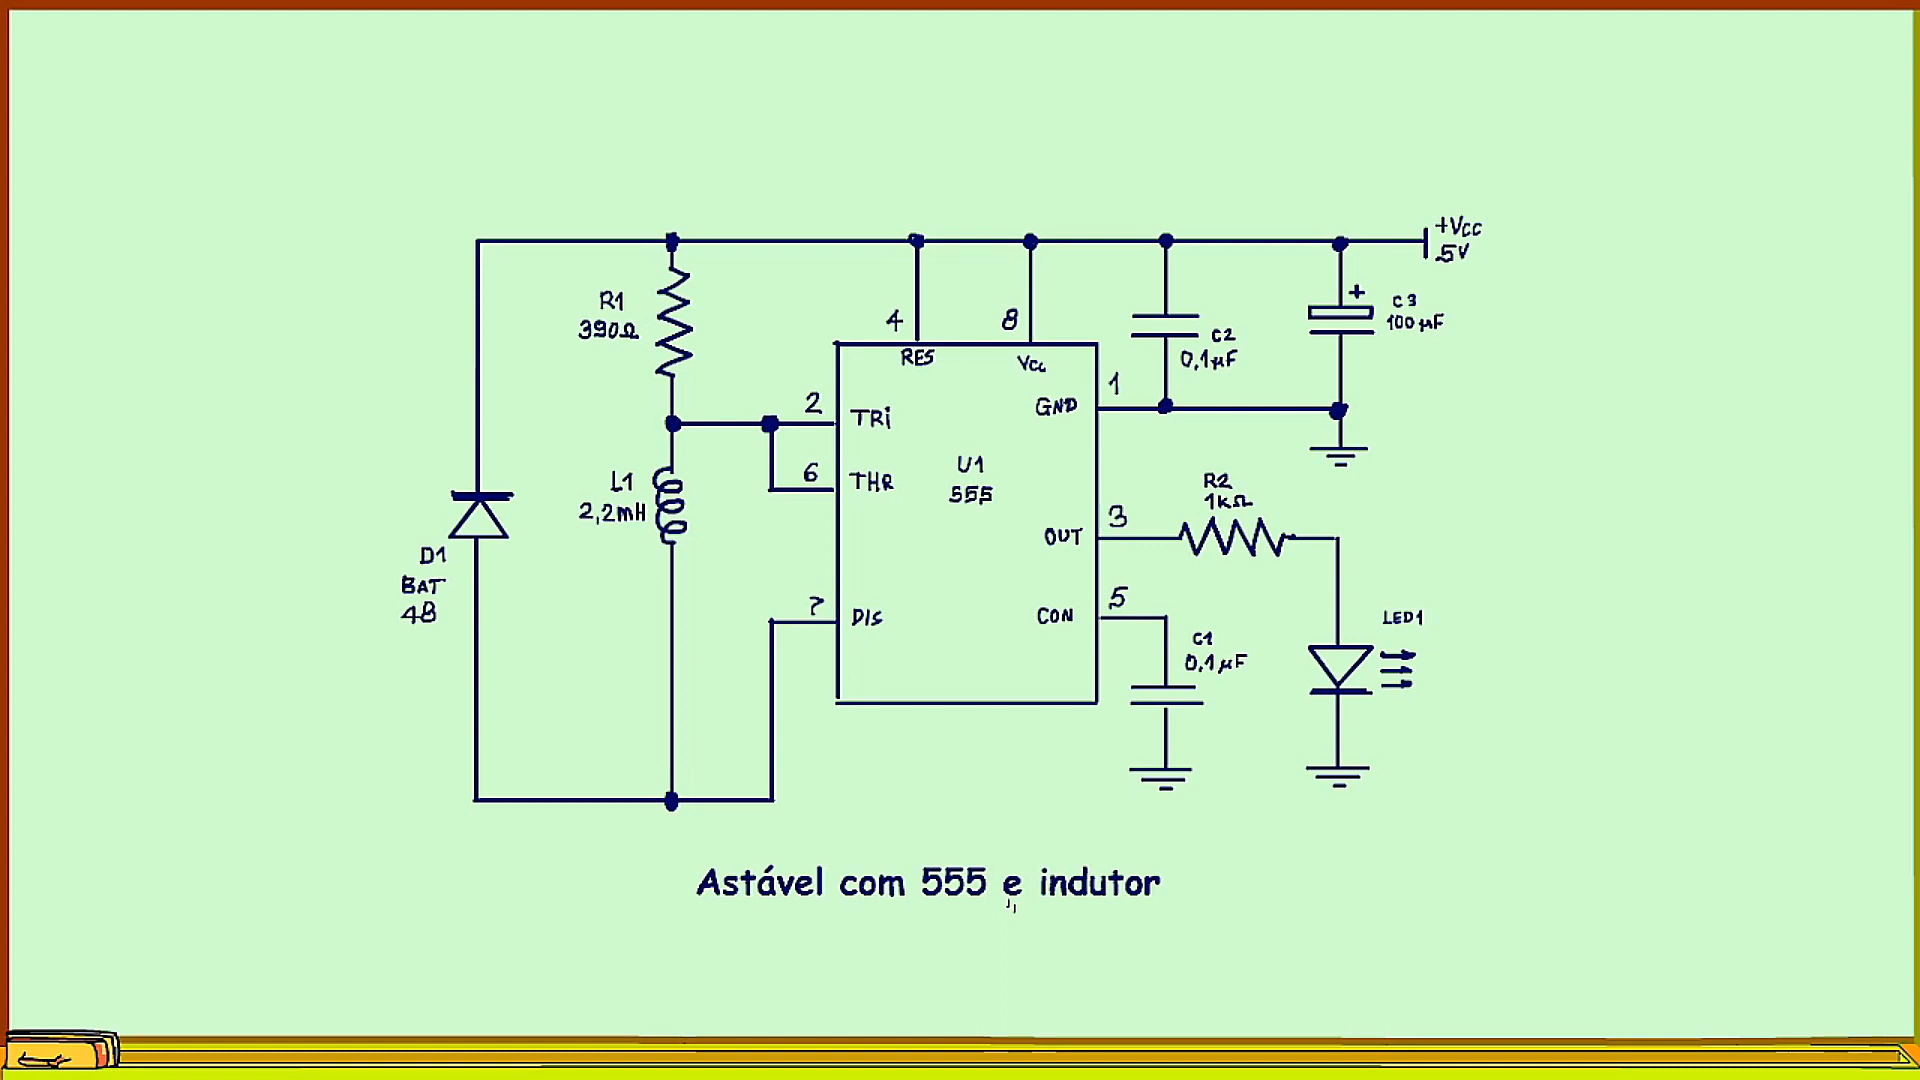 +Vcc
5V
R1
390Ω
4
8
C3
100µF
+
C2
0,1µF
RES
Vcc
1
GND
2
TRi
6
THR
U1
555
L1
2,2mH
R2
1kΩ
3
OUT
D1
BAT
48
7
DIS
5
CON
C1
0,1µF
LED1
Astável com 555 e indutor